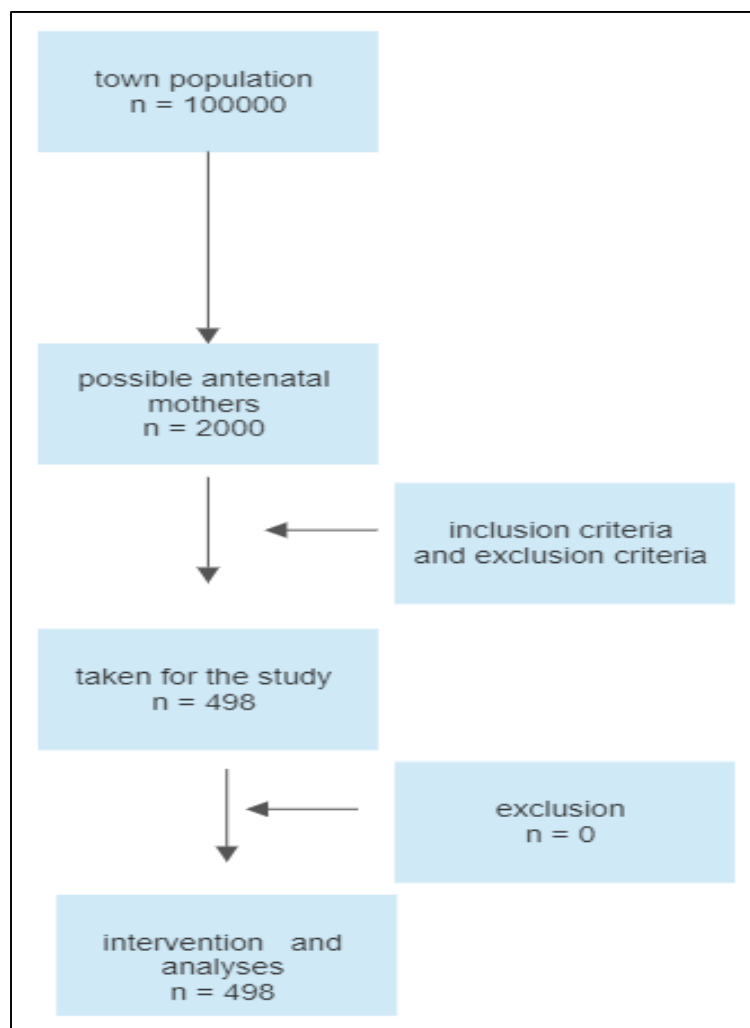 town population
n = 100000
possible antenatal
mothers
n = 2000
inclusion criteria
and exclusion criteria
taken for the study
n = 498
exclusion
n = 0
intervention and
analyses
n = 498